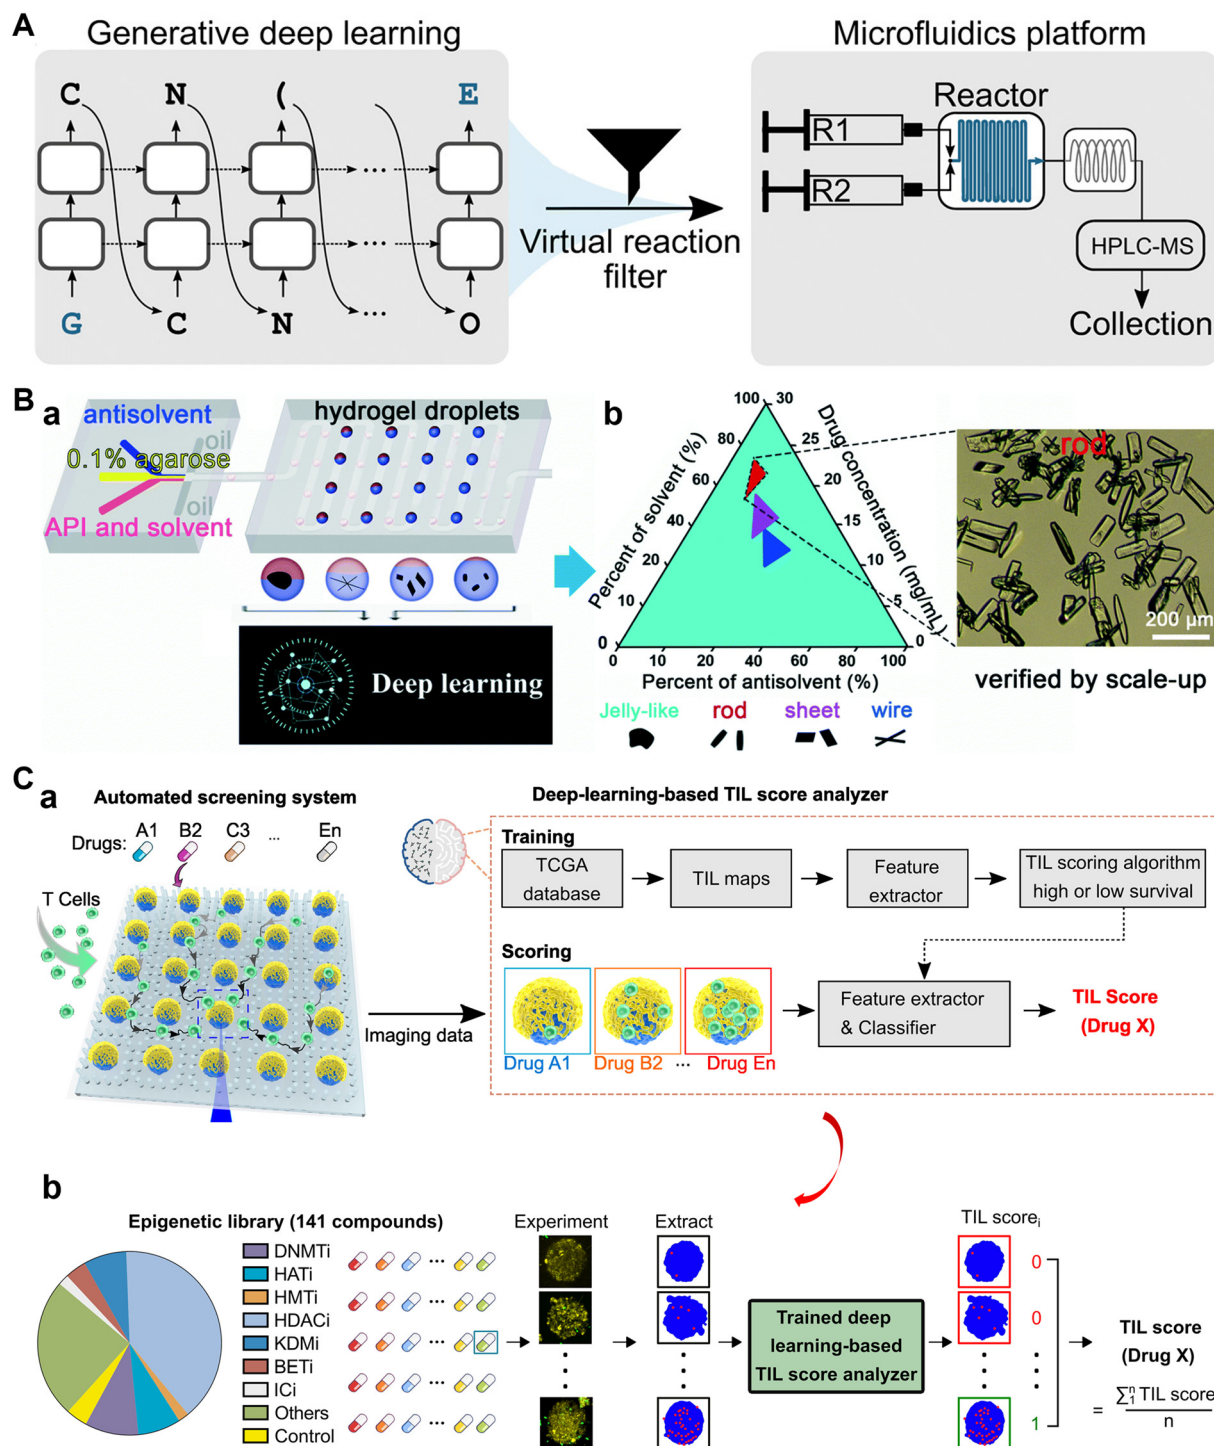 A
Generative deep learning
Microfluidics platform
C N ( ... E
G C N ... O
Virtual reaction
filter
R1
R2
Reactor
HPLC-MS
Collection
B
a
antisolvent
0.1% agarose
API and solvent
oil
oil
hydrogel droplets
Deep learning
b
100
80
60
40
20
10
0
Percent of solvent (%)
30
25
20
15
10
5
0
Drug concentration (mg/mL)
0 10 20 40 60 80 100
Percent of antisolvent (%)
Jelly-like rod sheet wire
rod
200 μm
verified by scale-up
C
a
Automated screening system
Drugs: A1 B2 C3 ... En
T Cells
Imaging data
Deep-learning-based TIL score analyzer
Training
TCGA
database
TIL maps
Feature
extractor
TIL scoring algorithm
high or low survival
Scoring
Drug A1 Drug B2 ... Drug En
Feature extractor
& Classifier
TIL Score
(Drug X)
b
Epigenetic library (141 compounds)
DNMTi
HATi
HMTi
HDACi
KDMi
BETi
ICi
Others
Control
Experiment
Extract
Trained deep
learning-based
TIL score analyzer
TIL scoreᵢ
0
0
1
TIL score
(Drug X)
= ∑₁ⁿ TIL score
n